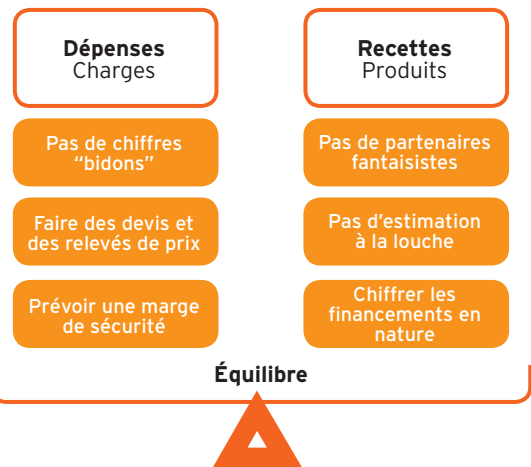 Dépenses
Charges
Pas de chiffres
“bidons”
Faire des devis et
des relevés de prix
Prévoir une marge
de sécurité
Recettes
Produits
Pas de partenaires
fantaisistes
Pas d'estimation
à la louche
Chiffrer les
financements en
nature
Équilibre